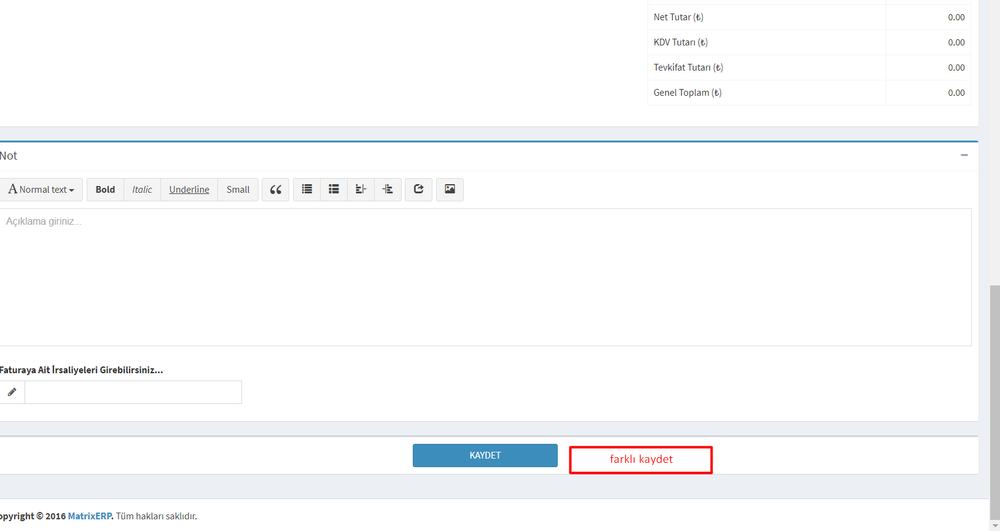 Net Tutar (₺) 0.00
KDV Tutarı (₺) 0.00
Tevkifat Tutarı (₺) 0.00
Genel Toplam (₺) 0.00
Not
A Normal text Bold Italic Underline Small
Açıklama giriniz...
Faturaya Ait İrsaliyeleri Girebilirsiniz...
KAYDET farklı kaydet
opyright © 2016 MatrixERP. Tüm hakları saklıdır.